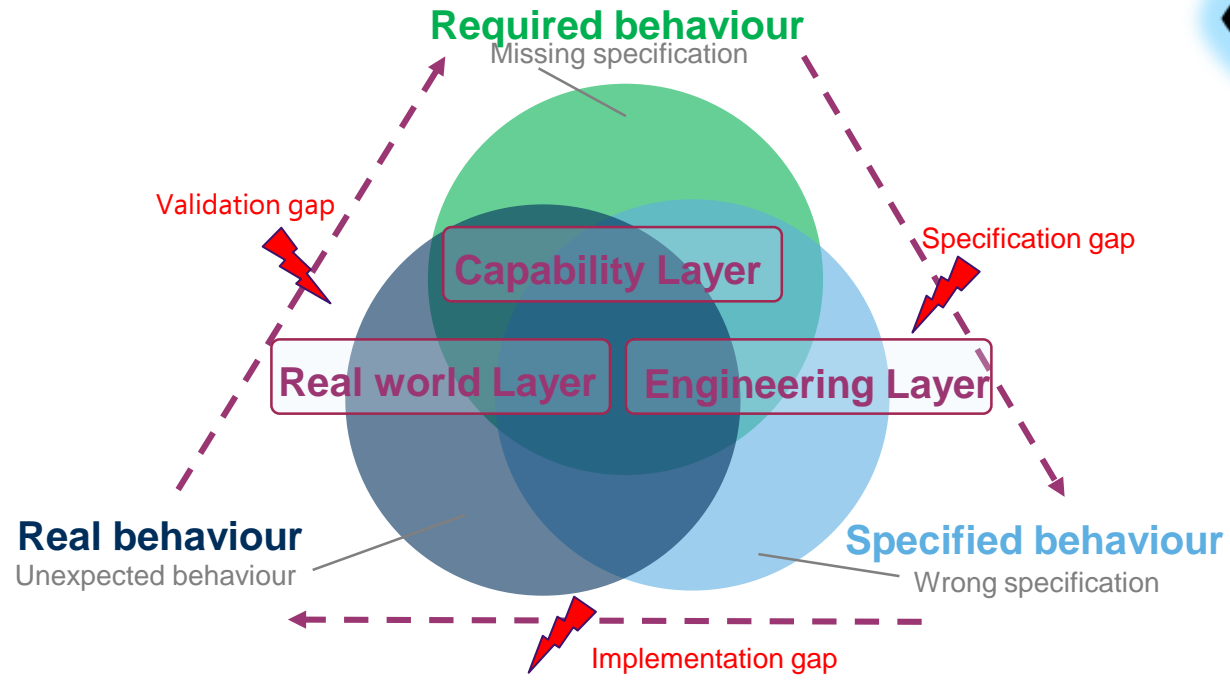 Required behaviour
Missing specification
Validation gap
Specification gap
Capability Layer
Real world Layer
Engineering Layer
Real behaviour
Unexpected behaviour
Specified behaviour
Wrong specification
Implementation gap